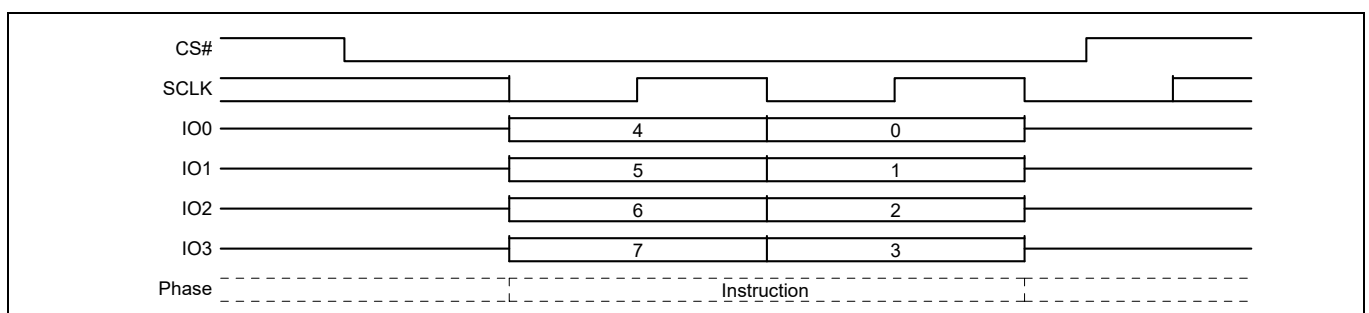 CS#
SCLK
IO0 4 0
IO1 5 1
IO2 6 2
IO3 7 3
Phase Instruction